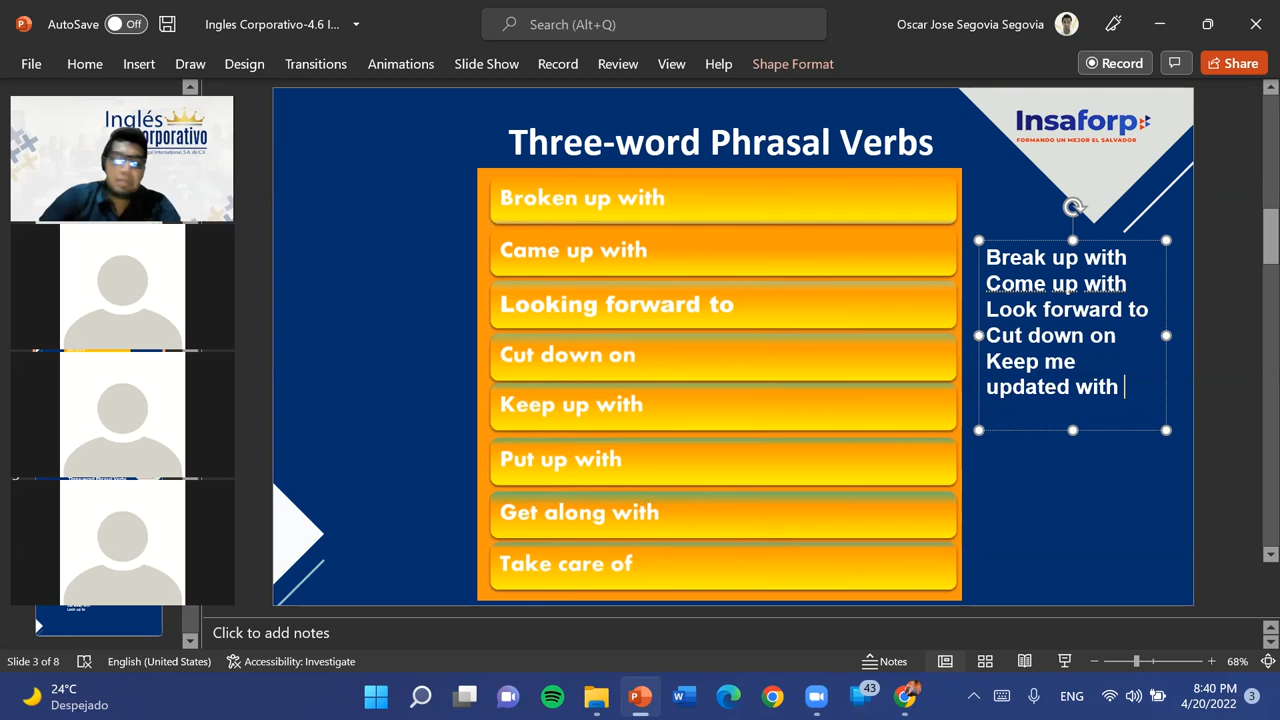 AutoSave Off Ingles Corporativo-4.6 I... Search (Alt+Q) Oscar Jose Segovia Segovia
File Home Insert Draw Design Transitions Animations Slide Show Record Review View Help Shape Format Record Share
Inglés
orporativo
Insaforp
FORMANDO UN MEJOR EL SALVADOR
Three-word Phrasal Verbs
Broken up with
Came up with
Looking forward to
Cut down on
Keep up with
Put up with
Get along with
Take care of
Break up with
Come up with
Look forward to
Cut down on
Keep me
updated with
Click to add notes
Slide 3 of 8 English (United States) Accessibility: Investigate Notes 68%
24°C
Despejado
43
ENG
8:40 PM
4/20/2022
3